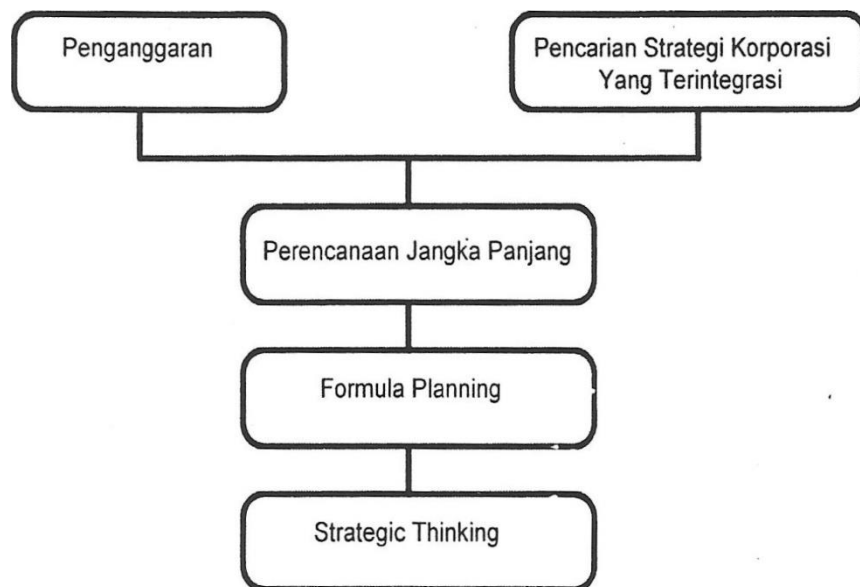 Penganggaran
Pencarian Strategi Korporasi
Yang Terintegrasi
Perencanaan Jangka Panjang
Formula Planning
Strategic Thinking